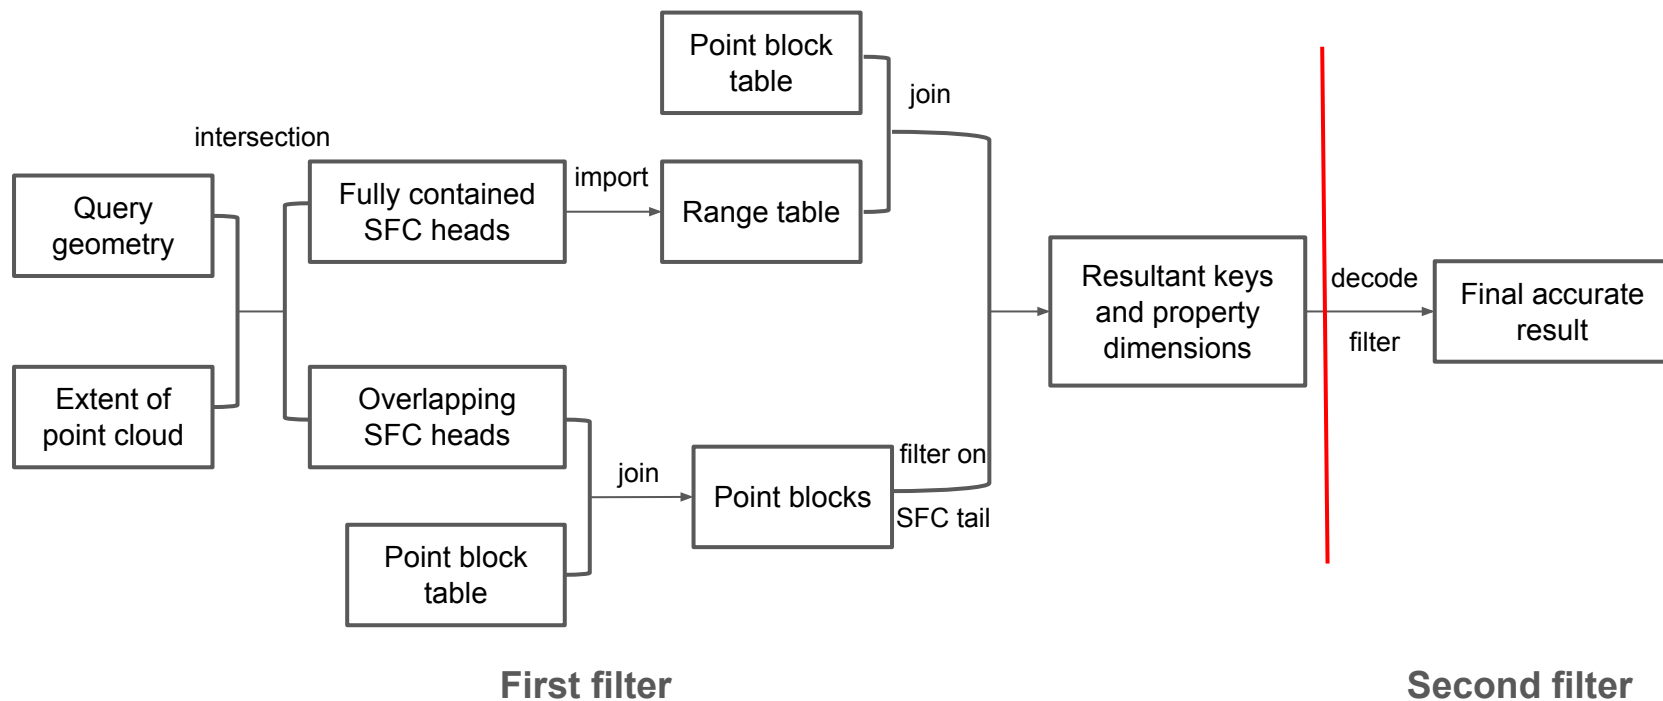 Point block
table
join
intersection
Query
geometry
Fully contained
SFC heads
import
Range table
Extent of
point cloud
Overlapping
SFC heads
join
Point block
table
Point blocks
filter on
SFC tail
Resultant keys
and property
dimensions
decode
filter
Final accurate
result
First filter
Second filter